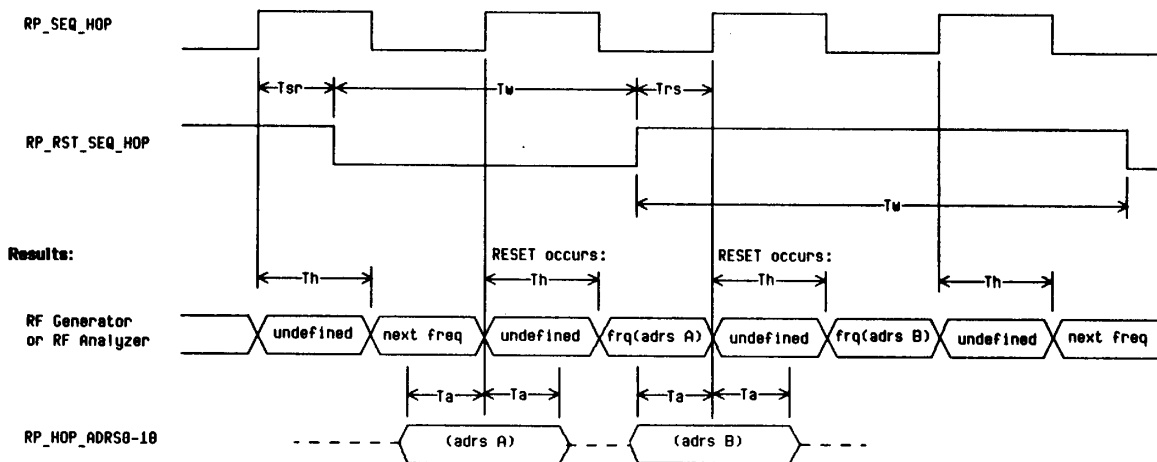 RP_SEQ_HOP
Tsr
Tw
Trs
RP_RST_SEQ_HOP
Tw
Results:
RESET occurs:
RESET occurs:
Th
Th
Th
Th
RF Generator
or RF Analyzer
undefined
next freq
undefined
frq(adrs A)
undefined
frq(adrs B)
undefined
next freq
Ta
Ta
Ta
Ta
RP_HOP_ADRS0-10
(adrs A)
(adrs B)